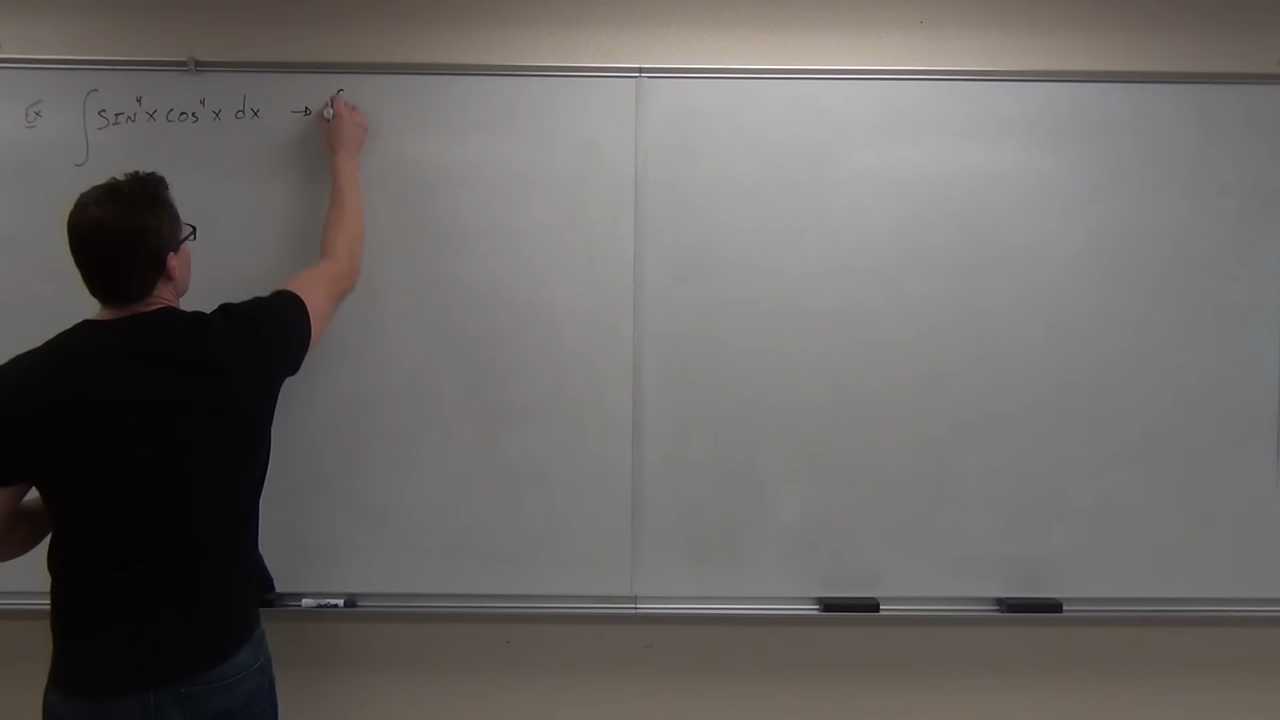 Ex ∫ SIN⁴x cos⁴x dx → ∫